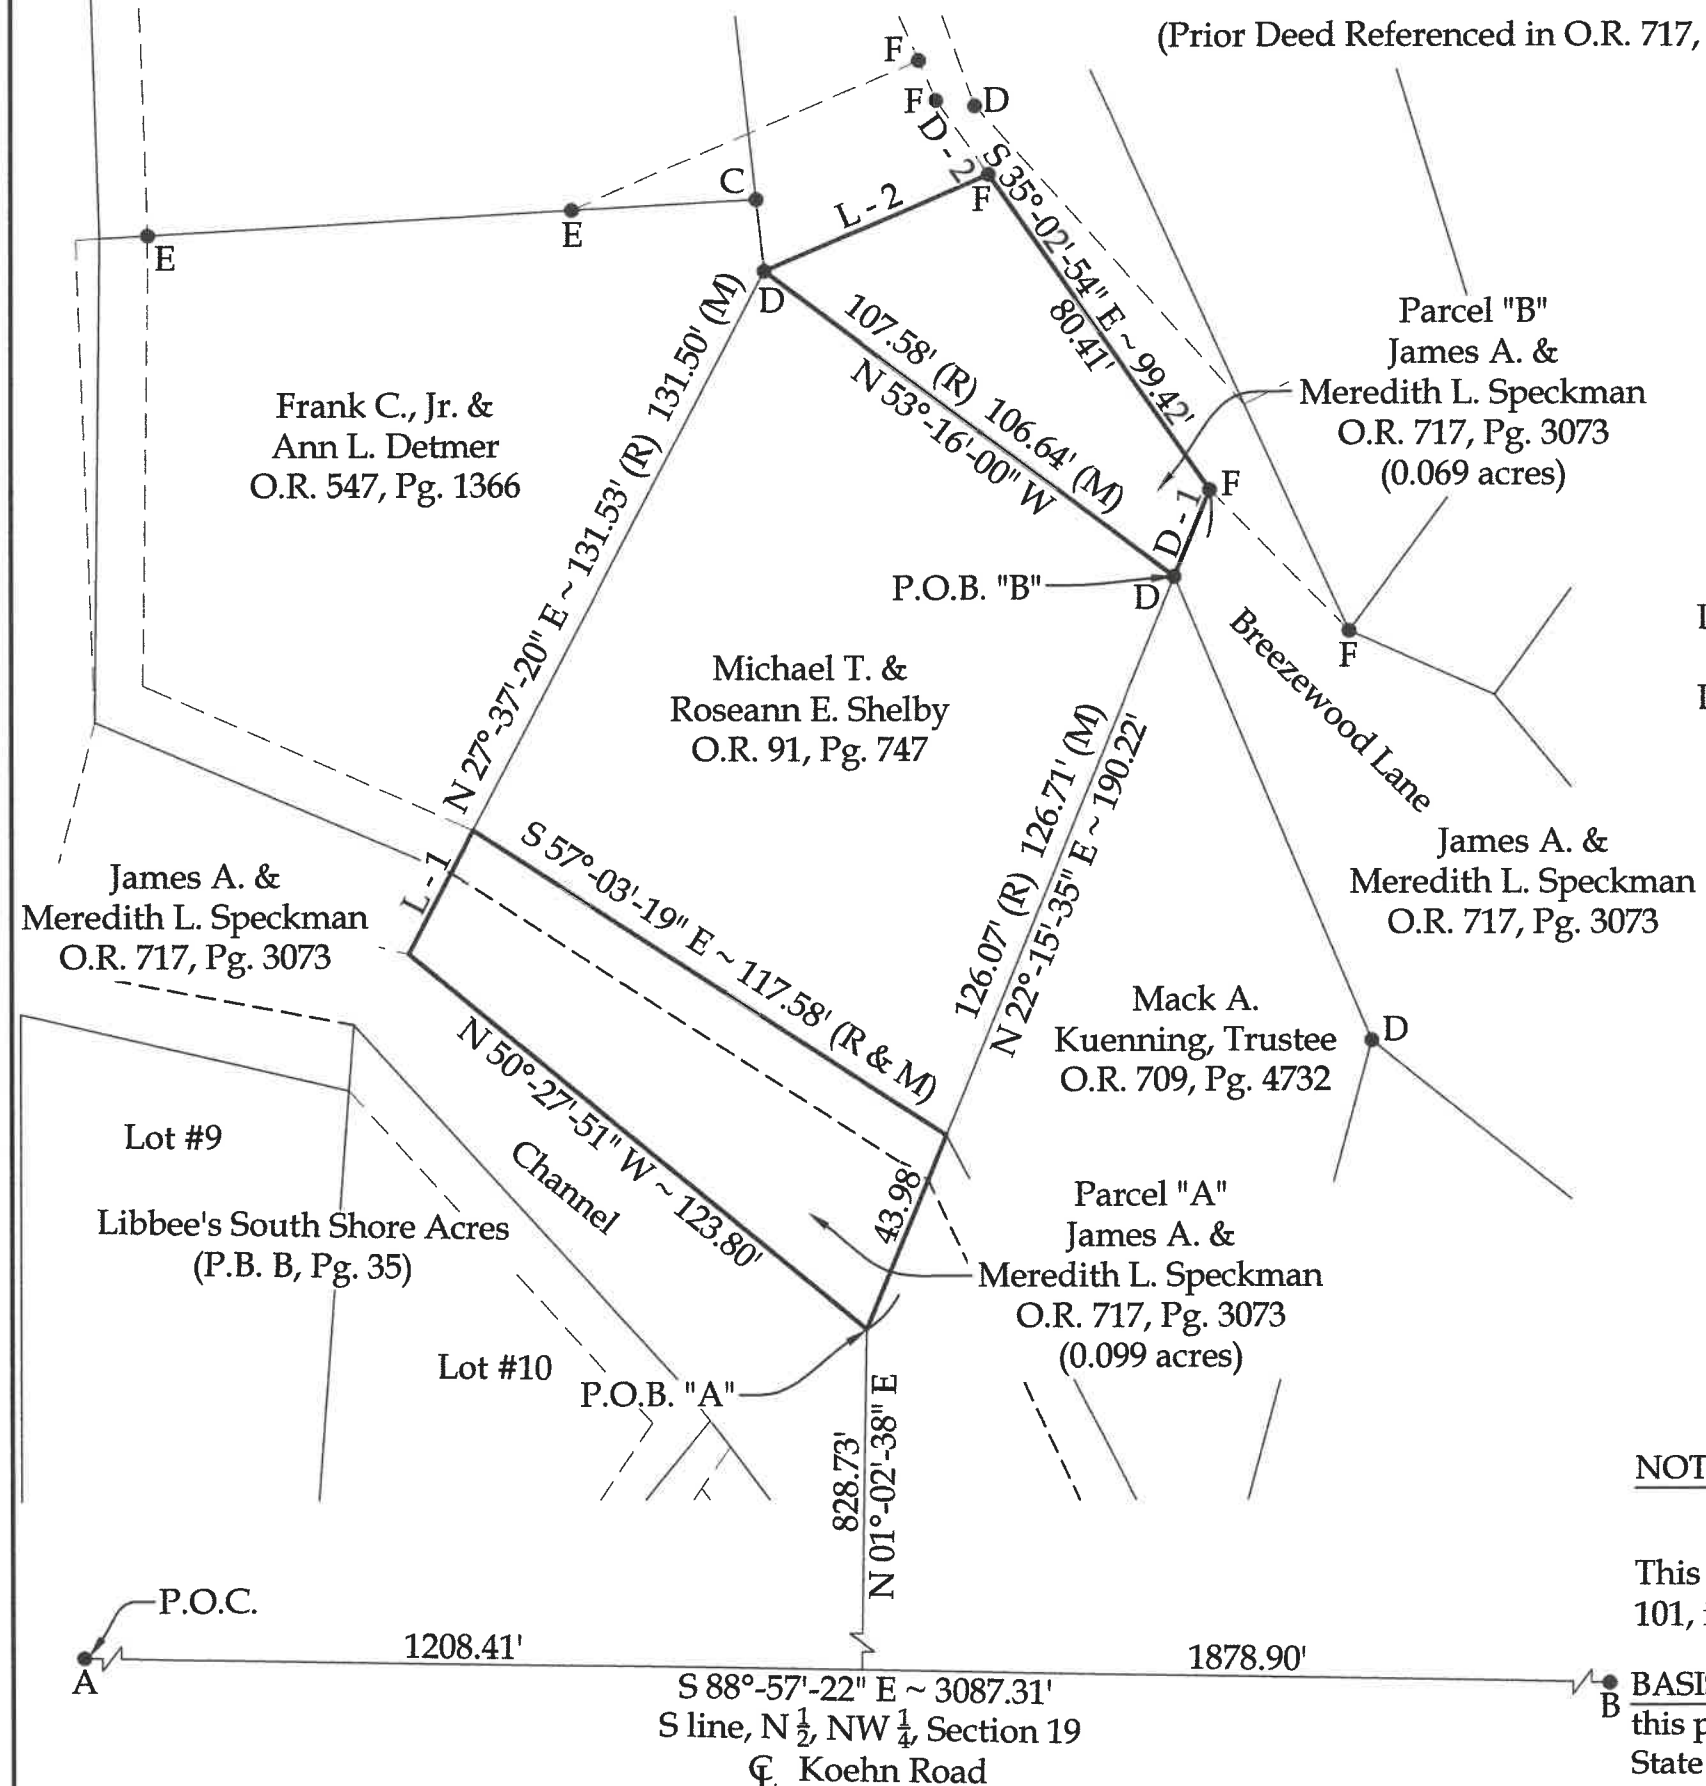 (Prior Deed Referenced in O.R. 717,
F
F
D
D - 2
S 35°-02'-54" E ~ 99.42'
80.41'
C
L - 2
F
E
E
D
107.58' (R) 106.64' (M)
N 53°-16'-00" W
Parcel "B"
James A. &
Meredith L. Speckman
O.R. 717, Pg. 3073
(0.069 acres)
Frank C., Jr. &
Ann L. Detmer
O.R. 547, Pg. 1366
N 27°-37'-20" E ~ 131.53' (R) 131.50' (M)
F
D - 1
P.O.B. "B"
D
F
Breezewood Lane
Michael T. &
Roseann E. Shelby
O.R. 91, Pg. 747
126.07' (R) 126.71' (M)
N 22°-15'-35" E ~ 190.22'
James A. &
Meredith L. Speckman
O.R. 717, Pg. 3073
James A. &
Meredith L. Speckman
O.R. 717, Pg. 3073
L - 1
S 57°-03'-19" E ~ 117.58' (R & M)
Mack A.
Kuenning, Trustee
O.R. 709, Pg. 4732
D
N 50°-27'-51" W ~ 123.80'
Channel
43.98'
Lot #9
Libbee's South Shore Acres
(P.B. B, Pg. 35)
Parcel "A"
James A. &
Meredith L. Speckman
O.R. 717, Pg. 3073
(0.099 acres)
Lot #10
P.O.B. "A"
828.73'
N 01°-02'-38" E
NOT
This
101,
P.O.C.
1208.41'
1878.90'
A
S 88°-57'-22" E ~ 3087.31'
B
BASI
S line, N 1/2, NW 1/4, Section 19
this p
℄ Koehn Road
State